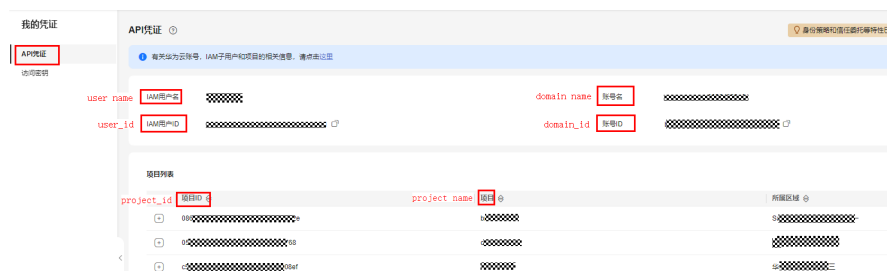 我的凭证
API凭证
身份策略和信任委托等特性已
API凭证
有关华为云账号、IAM子用户和项目的相关信息，请点击这里
访问密钥
user name IAM用户名
domain name 账号名
user_id IAM用户ID
domain_id 账号ID
项目列表
project_id 项目ID
project name 项目
所属区域